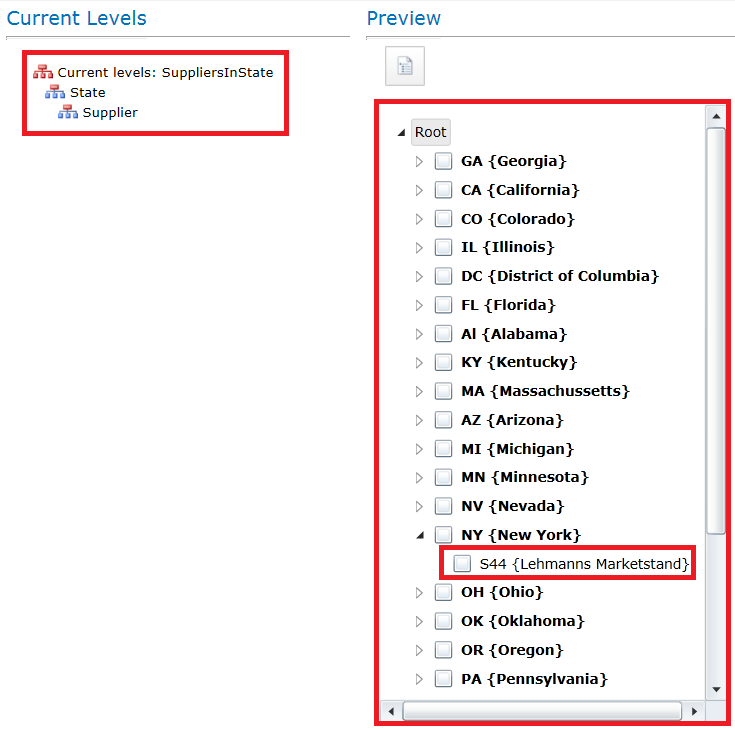 Current Levels
Current levels: SuppliersInState
State
Supplier
Preview
Root
GA {Georgia}
CA {California}
CO {Colorado}
IL {Illinois}
DC {District of Columbia}
FL {Florida}
Al {Alabama}
KY {Kentucky}
MA {Massachussetts}
AZ {Arizona}
MI {Michigan}
MN {Minnesota}
NV {Nevada}
NY {New York}
S44 {Lehmanns Marketstand}
OH {Ohio}
OK {Oklahoma}
OR {Oregon}
PA {Pennsylvania}